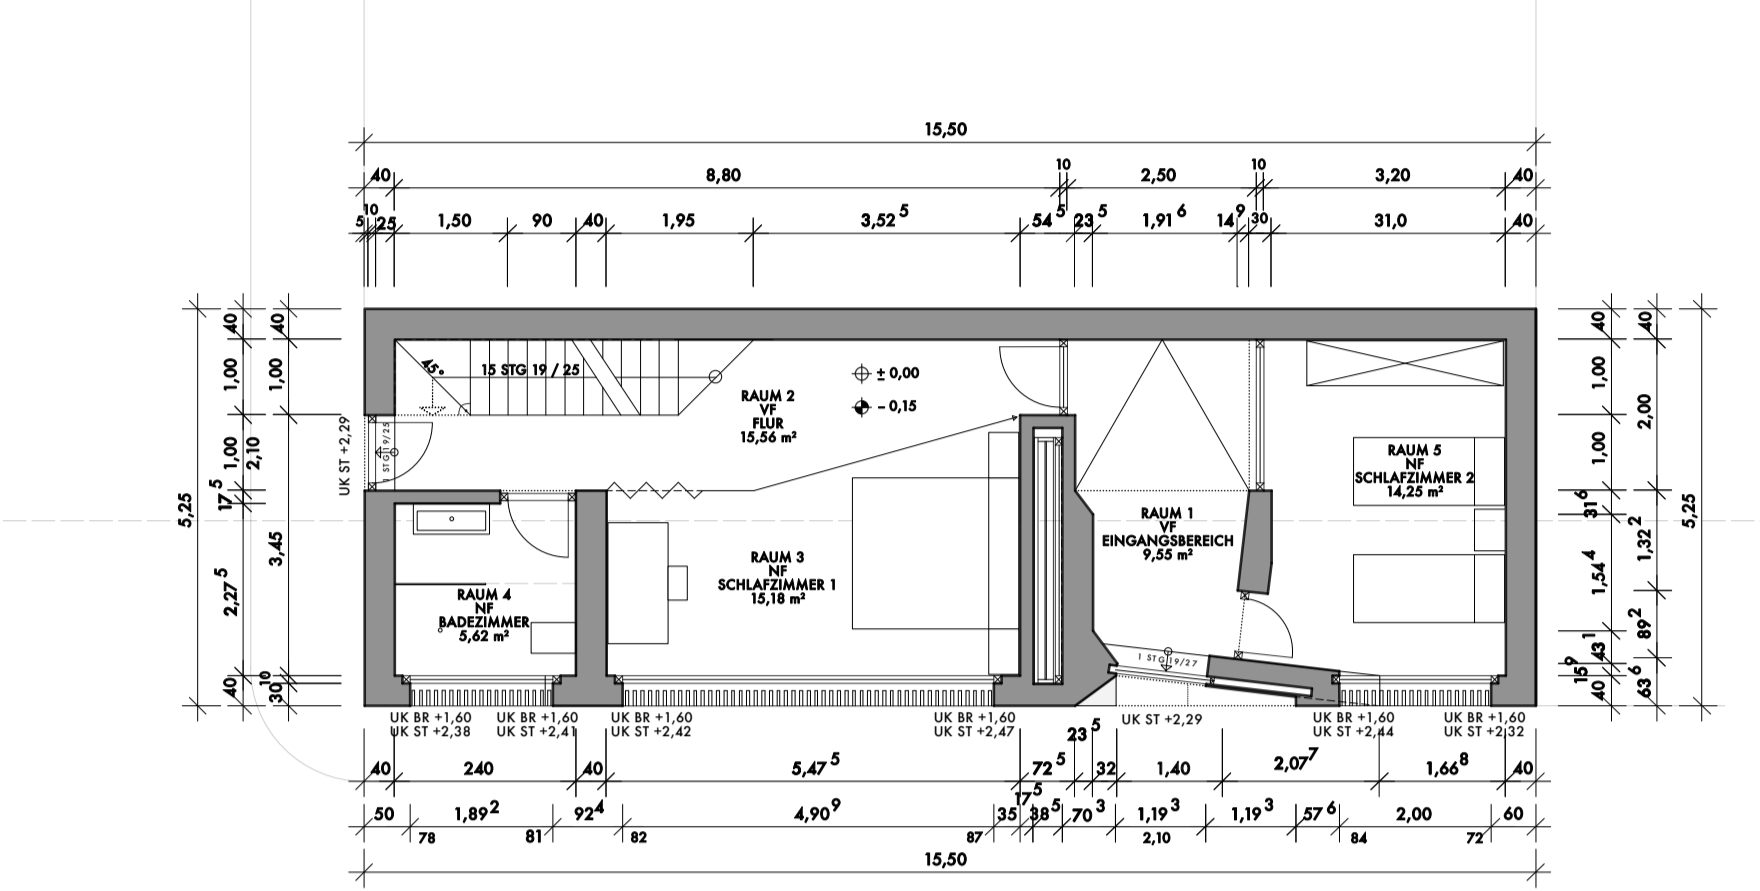 15,50
40 8,80 10 2,50 10 3,20 40
5 10 25 1,50 90 40 1,95 3,52⁵ 54⁵ 23⁵ 1,91⁶ 14⁹ 30 31,0 40
5,25
40 1,00 1,00 2,10 17⁵ 2,27⁵ 40
40 1,00 3,45 10 30
UK ST +2,29
45°
15 STG 19 / 25
1 STG 19/25
± 0,00
– 0,15
RAUM 2
VF
FLUR
15,56 m²
RAUM 5
NF
SCHLAFZIMMER 2
14,25 m²
RAUM 1
VF
EINGANGSBEREICH
9,55 m²
RAUM 3
NF
SCHLAFZIMMER 1
15,18 m²
RAUM 4
NF
BADEZIMMER
5,62 m²
1 STG 19/27
40 1,00 1,00 31⁶ 1,54⁴ 43¹ 15⁹ 40
40 2,00 1,32² 89² 63⁶
5,25
UK BR +1,60
UK ST +2,38
UK BR +1,60
UK ST +2,41
UK BR +1,60
UK ST +2,42
UK BR +1,60
UK ST +2,47
UK ST +2,29
UK BR +1,60
UK ST +2,44
UK BR +1,60
UK ST +2,32
40 240 40 5,47⁵ 72⁵ 23⁵ 32 1,40 2,07⁷ 1,66⁸ 40
50 1,89² 92⁴ 4,90⁹ 35 17⁵ 38⁵ 70³ 1,19³ 1,19³ 57⁶ 2,00 60
78 81 82 87 2,10 84 72
15,50